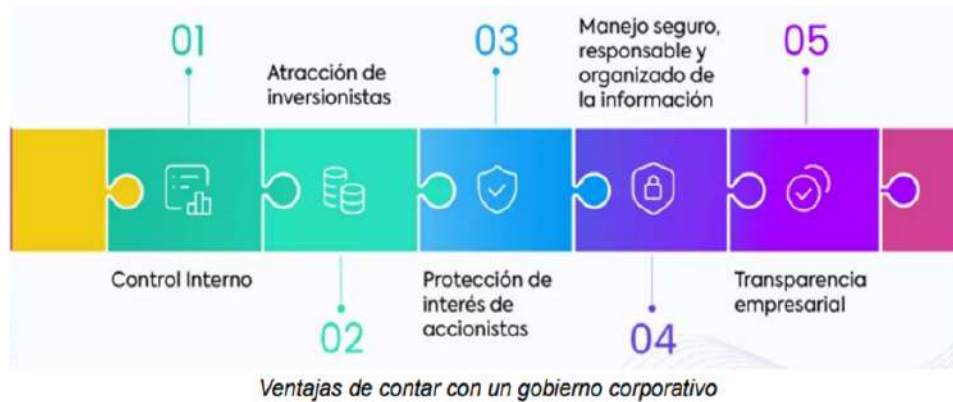 01
Control Interno
Atracción de
inversionistas
02
03
Protección de
interés de
accionistas
Manejo seguro,
responsable y
organizado de
la información
04
05
Transparencia
empresarial
Ventajas de contar con un gobierno corporativo